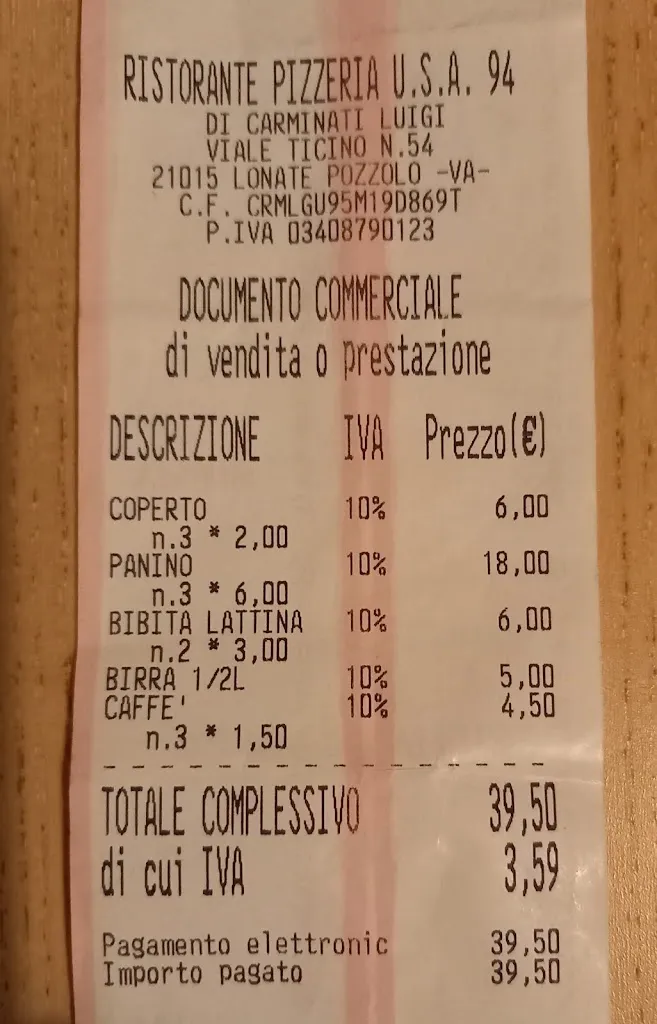 RISTORANTE PIZZERIA U.S.A. 94
DI CARMINATI LUIGI
VIALE TICINO N.54
21015 LONATE POZZOLO -VA-
C.F. CRMLGU95M19D869T
P.IVA 03408790123
DOCUMENTO COMMERCIALE
di vendita o prestazione
DESCRIZIONE IVA Prezzo(€)
COPERTO 10% 6,00
n.3 * 2,00
PANINO 10% 18,00
n.3 * 6,00
BIBITA LATTINA 10% 6,00
n.2 * 3,00
BIRRA 1/2L 10% 5,00
CAFFE' 10% 4,50
n.3 * 1,50
TOTALE COMPLESSIVO 39,50
di cui IVA 3,59
Pagamento elettronic 39,50
Importo pagato 39,50